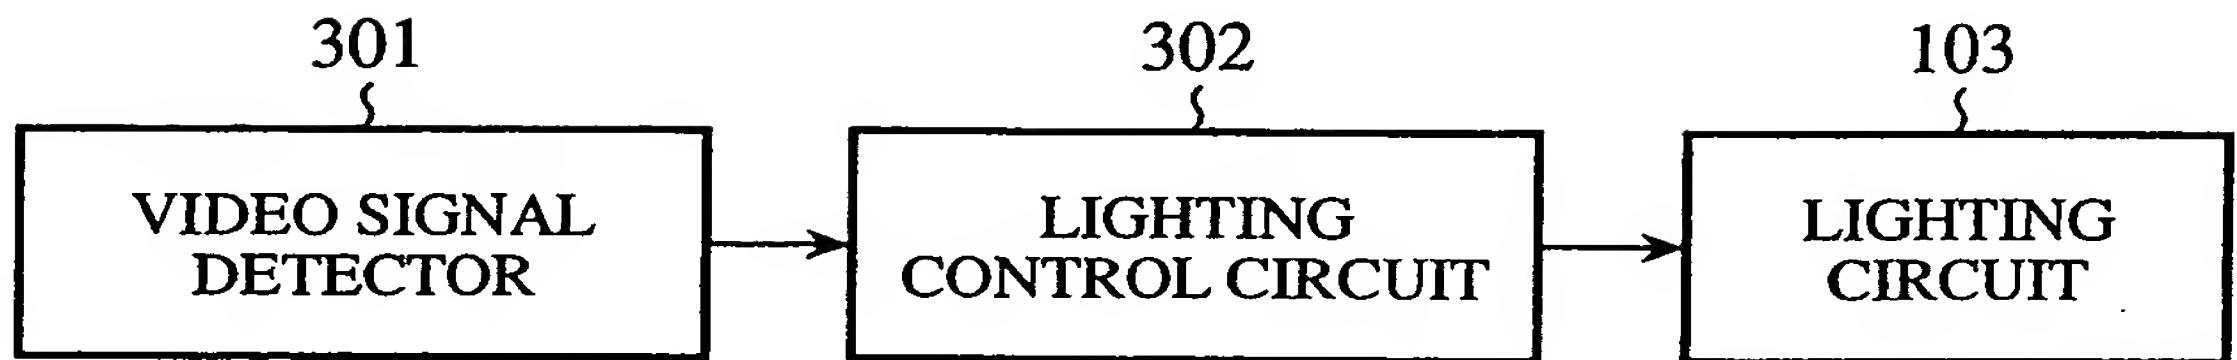 301
302
103
VIDEO SIGNAL
DETECTOR
LIGHTING
CONTROL CIRCUIT
LIGHTING
CIRCUIT